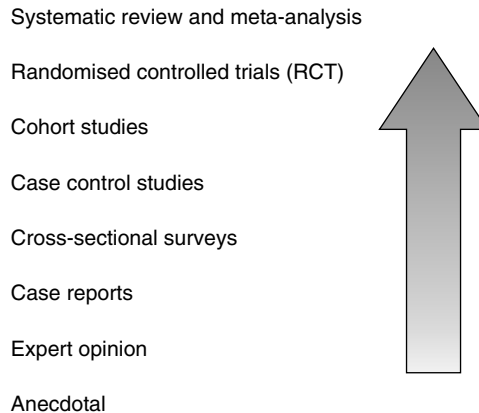 Systematic review and meta-analysis
Randomised controlled trials (RCT)
Cohort studies
Case control studies
Cross-sectional surveys
Case reports
Expert opinion
Anecdotal